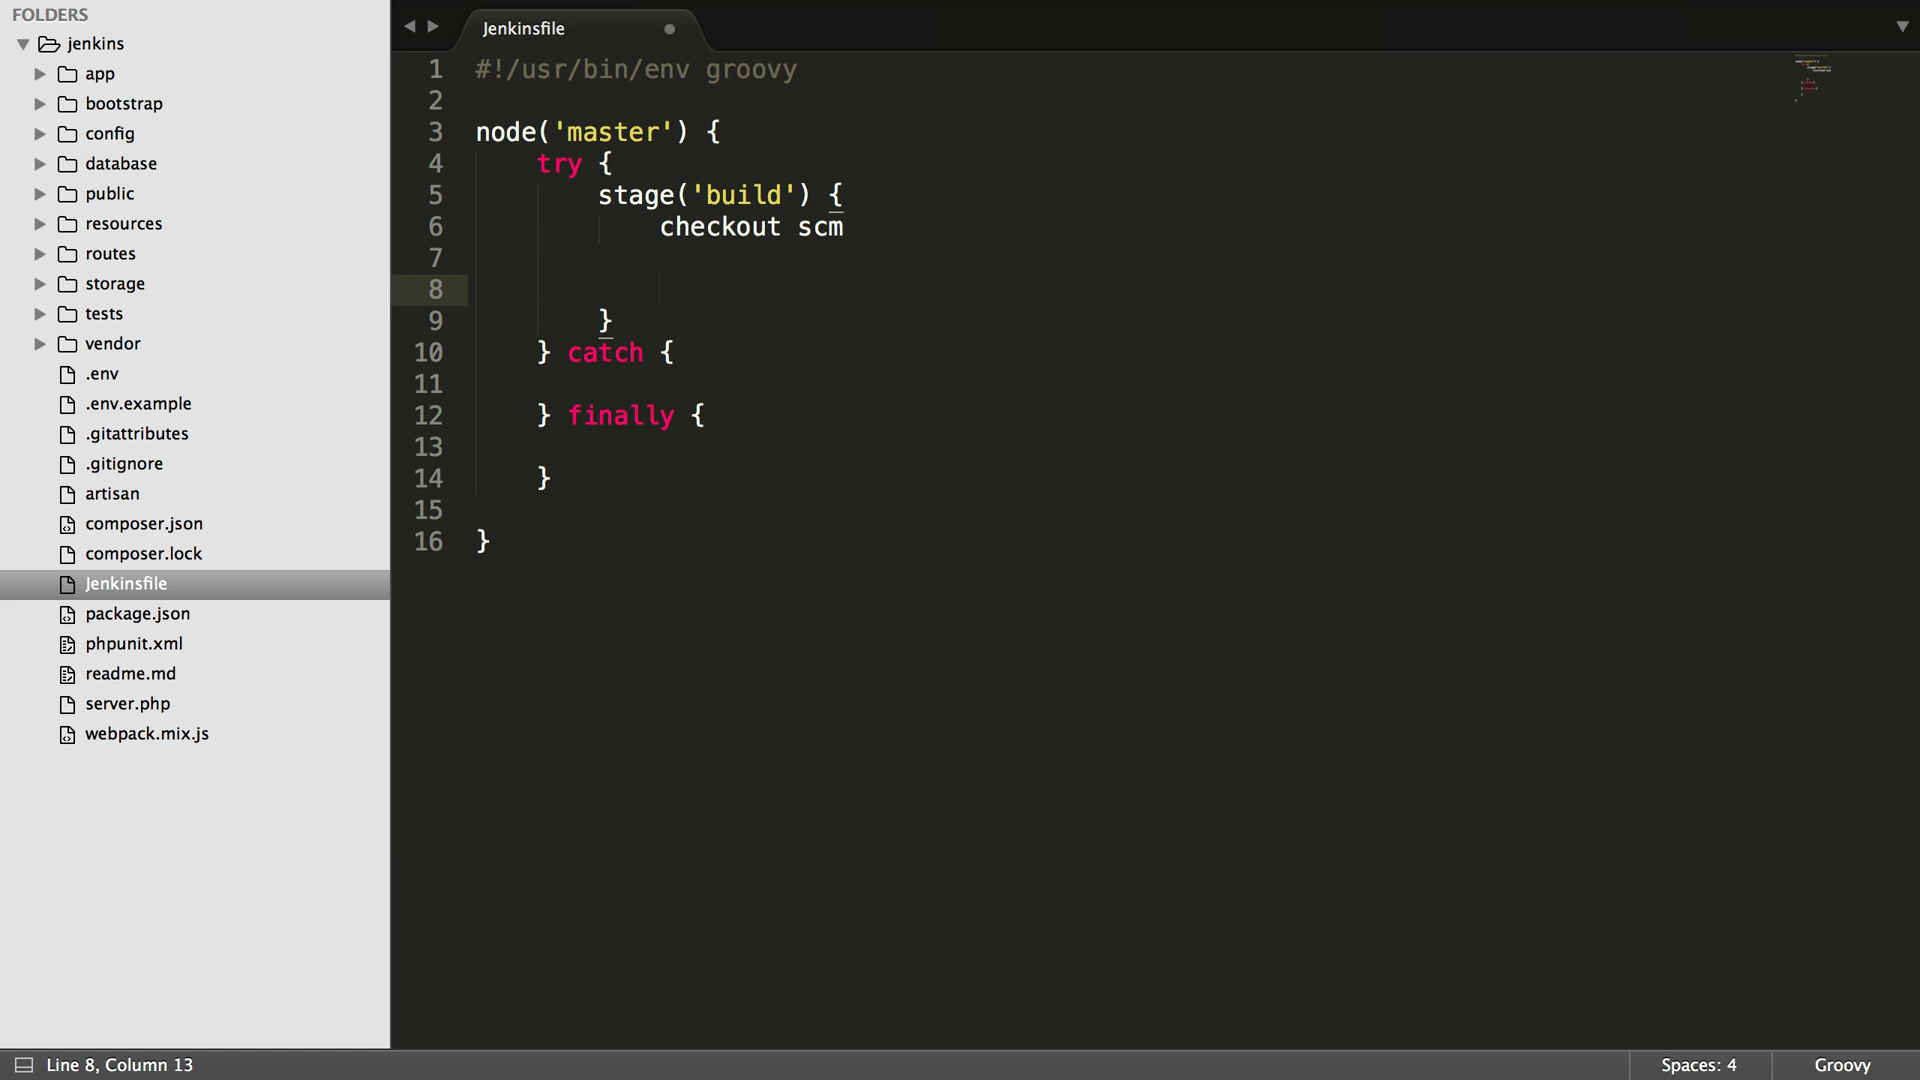 FOLDERS
jenkins
app
bootstrap
config
database
public
resources
routes
storage
tests
vendor
.env
.env.example
.gitattributes
.gitignore
artisan
composer.json
composer.lock
Jenkinsfile
package.json
phpunit.xml
readme.md
server.php
webpack.mix.js
Jenkinsfile
1 #!/usr/bin/env groovy
2
3 node('master') {
4     try {
5         stage('build') {
6             checkout scm
7
8
9         }
10     } catch {
11
12     } finally {
13
14     }
15
16 }
Line 8, Column 13
Spaces: 4
Groovy